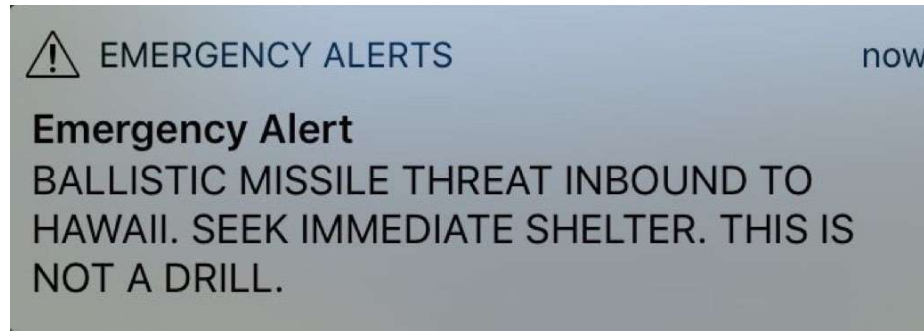 EMERGENCY ALERTS
now
Emergency Alert
BALLISTIC MISSILE THREAT INBOUND TO
HAWAII. SEEK IMMEDIATE SHELTER. THIS IS
NOT A DRILL.